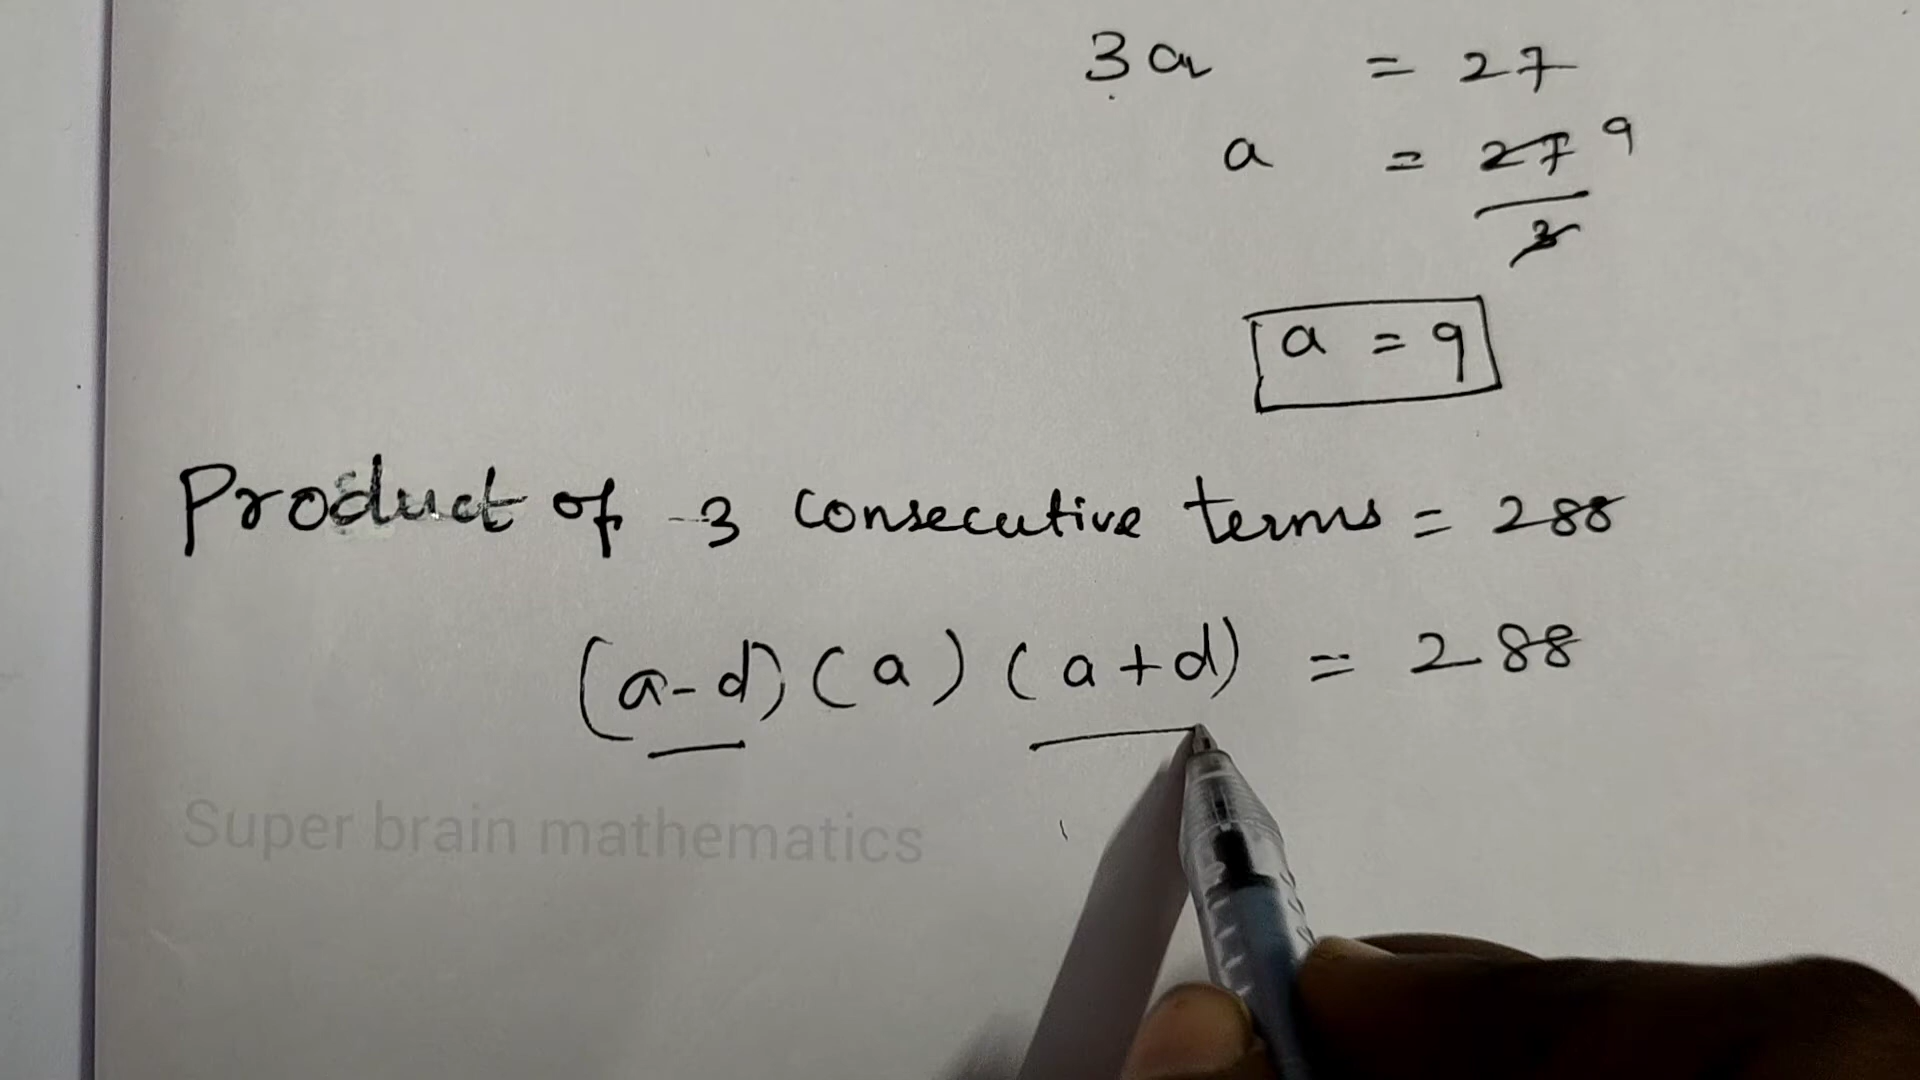 3a = 27
a = 27 9
3
a = 9
Product of 3 consecutive terms = 288
(a-d) (a) (a+d) = 288
Super brain mathematics